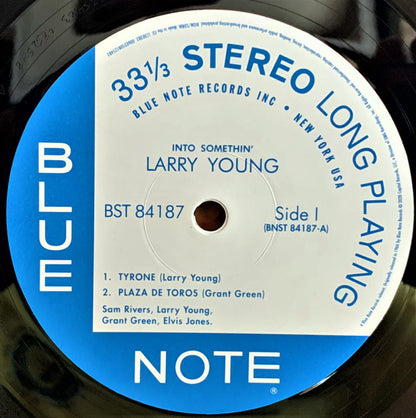 33 1/3 STEREO LONG PLAYING
BLUE NOTE RECORDS INC • NEW YORK USA
INTO SOMETHIN'
LARRY YOUNG
BST 84187
Side I
(BNST 84187-A)
1. TYRONE (Larry Young)
2. PLAZA DE TOROS (Grant Green)
Sam Rivers, Larry Young,
Grant Green, Elvis Jones.
BLUE
NOTE
®